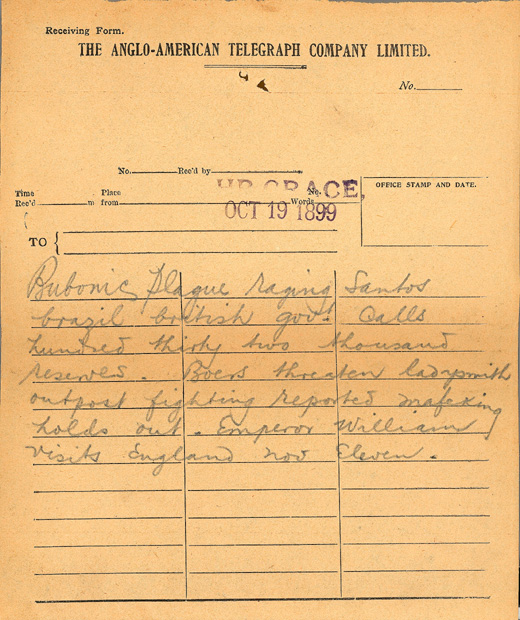 Receiving Form.
THE ANGLO-AMERICAN TELEGRAPH COMPANY LIMITED.
No.
No. Rec'd by
HR. GRACE,
OCT 19 1899
Time Rec'd m
Place from
No. Words
OFFICE STAMP AND DATE.
TO
Bubonic Plague raging Santos
brazil british govt Calls
hundred thirty two thousand
reserves. Boers threaten ladysmith
outpost fighting reported mafeking
holds out. Emperor William
visits England nov Eleven.